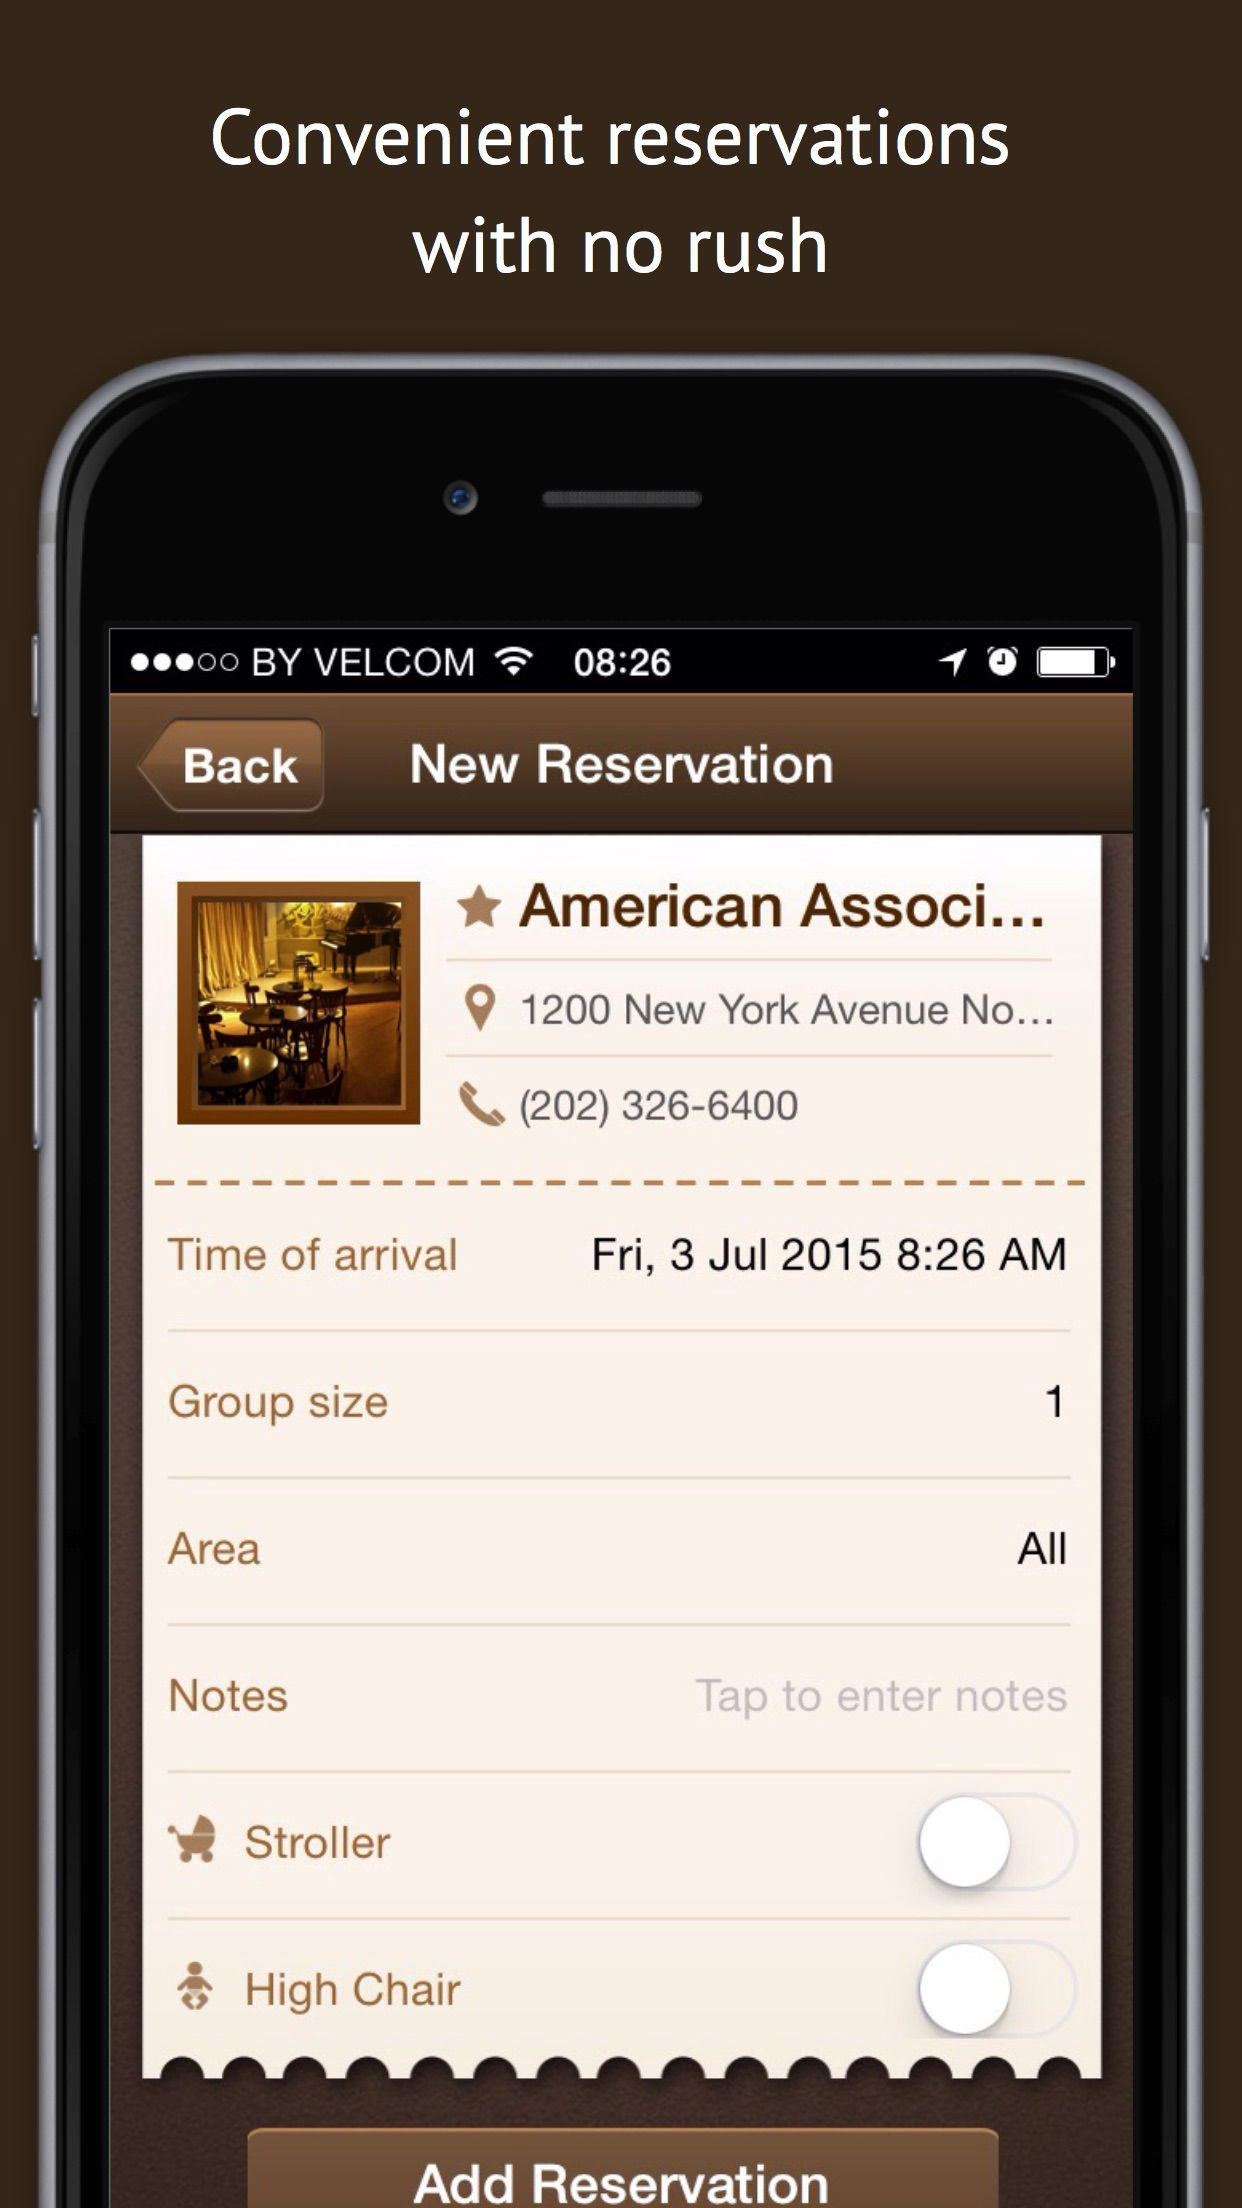 Convenient reservations
with no rush
BY VELCOM 08:26
Back New Reservation
American Associ...
1200 New York Avenue No...
(202) 326-6400
Time of arrival Fri, 3 Jul 2015 8:26 AM
Group size 1
Area All
Notes Tap to enter notes
Stroller
High Chair
Add Reservation